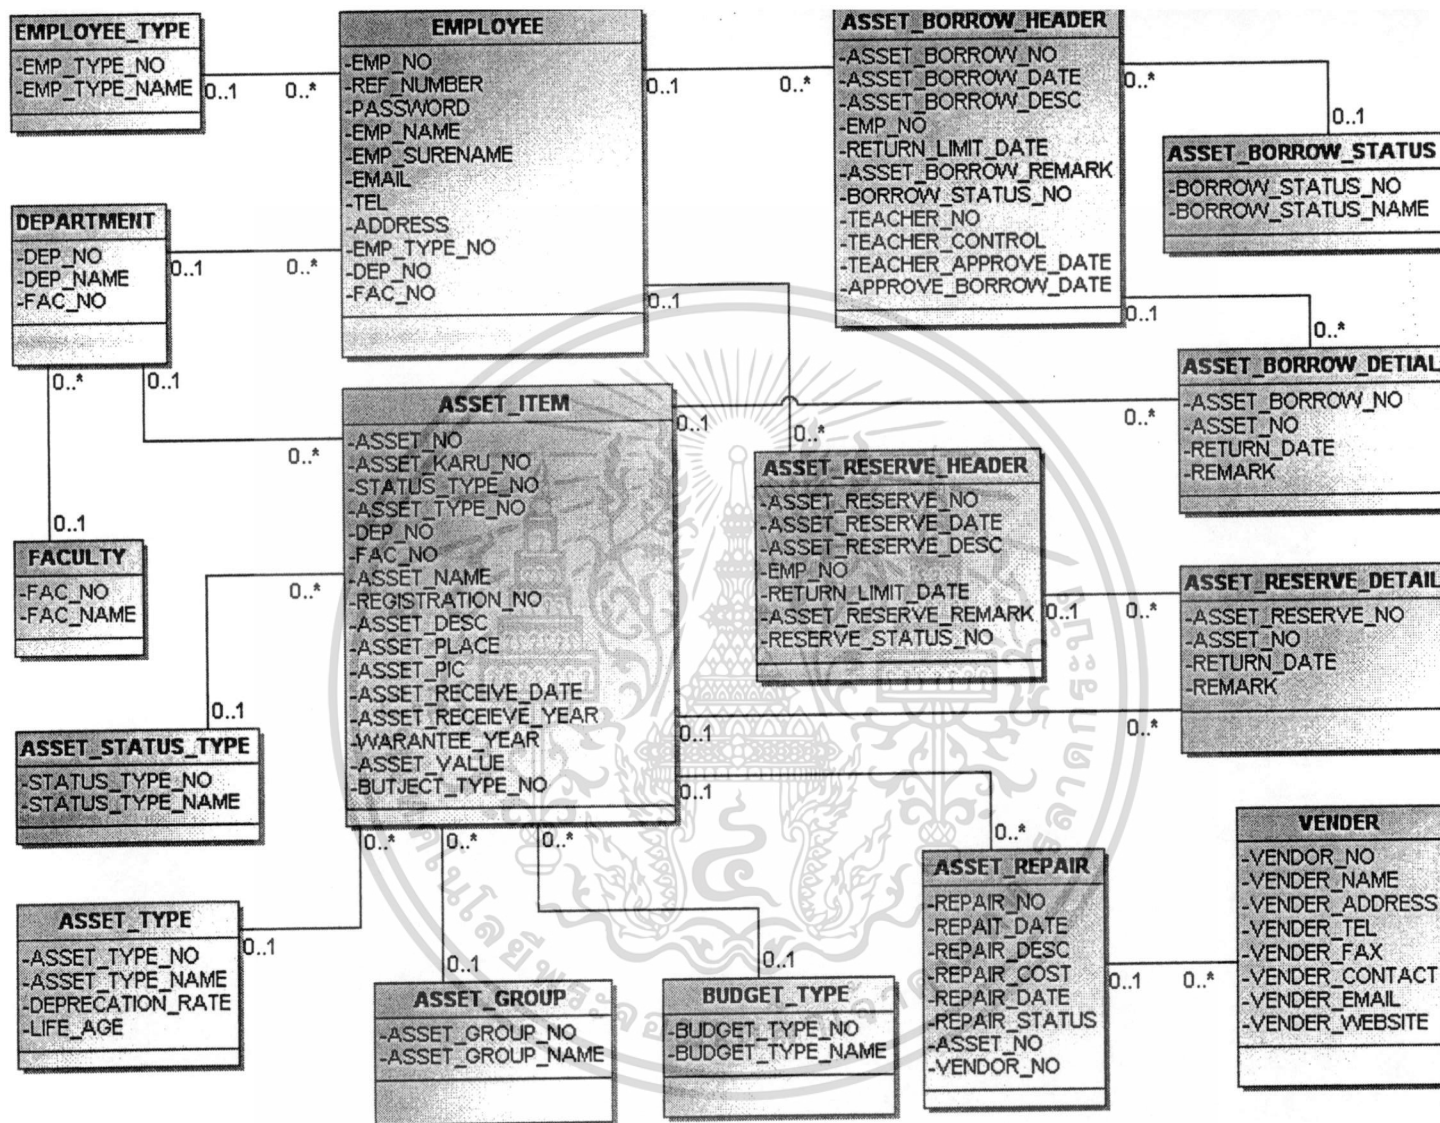 EMPLOYEE_TYPE
-EMP_TYPE_NO
-EMP_TYPE_NAME
0..1
0..*
EMPLOYEE
-EMP_NO
-REF_NUMBER
-PASSWORD
-EMP_NAME
-EMP_SURENAME
-EMAIL
-TEL
-ADDRESS
-EMP_TYPE_NO
-DEP_NO
-FAC_NO
0..1
0..*
0..1
ASSET_BORROW_HEADER
-ASSET_BORROW_NO
-ASSET_BORROW_DATE
-ASSET_BORROW_DESC
-EMP_NO
-RETURN_LIMIT_DATE
-ASSET_BORROW_REMARK
-BORROW_STATUS_NO
-TEACHER_NO
-TEACHER_CONTROL
-TEACHER_APPROVE_DATE
-APPROVE_BORROW_DATE
0..*
0..1
0..1
0..*
ASSET_BORROW_STATUS
-BORROW_STATUS_NO
-BORROW_STATUS_NAME
DEPARTMENT
-DEP_NO
-DEP_NAME
-FAC_NO
0..1
0..*
0..*
0..1
0..*
0..1
FACULTY
-FAC_NO
-FAC_NAME
ASSET_ITEM
-ASSET_NO
-ASSET_KARU_NO
-STATUS_TYPE_NO
-ASSET_TYPE_NO
-DEP_NO
-FAC_NO
-ASSET_NAME
-REGISTRATION_NO
-ASSET_DESC
-ASSET_PLACE
-ASSET_PIC
-ASSET_RECEIVE_DATE
-ASSET_RECEIEVE_YEAR
-WARANTEE_YEAR
-ASSET_VALUE
-BUTJECT_TYPE_NO
0..1
0..*
0..*
ASSET_BORROW_DETIAL
-ASSET_BORROW_NO
-ASSET_NO
-RETURN_DATE
-REMARK
ASSET_RESERVE_HEADER
-ASSET_RESERVE_NO
-ASSET_RESERVE_DATE
-ASSET_RESERVE_DESC
-EMP_NO
-RETURN_LIMIT_DATE
-ASSET_RESERVE_REMARK
-RESERVE_STATUS_NO
0..1
0..*
ASSET_RESERVE_DETAIL
-ASSET_RESERVE_NO
-ASSET_NO
-RETURN_DATE
-REMARK
0..1
0..*
0..*
0..1
ASSET_STATUS_TYPE
-STATUS_TYPE_NO
-STATUS_TYPE_NAME
0..1
0..*
0..*
0..*
0..*
ASSET_TYPE
-ASSET_TYPE_NO
-ASSET_TYPE_NAME
-DEPRECATION_RATE
-LIFE_AGE
0..1
0..1
ASSET_GROUP
-ASSET_GROUP_NO
-ASSET_GROUP_NAME
0..1
BUDGET_TYPE
-BUDGET_TYPE_NO
-BUDGET_TYPE_NAME
ASSET_REPAIR
-REPAIR_NO
-REPAIT_DATE
-REPAIR_DESC
-REPAIR_COST
-REPAIR_DATE
-REPAIR_STATUS
-ASSET_NO
-VENDOR_NO
0..1
0..*
VENDER
-VENDOR_NO
-VENDER_NAME
-VENDER_ADDRESS
-VENDER_TEL
-VENDER_FAX
-VENDER_CONTACT
-VENDER_EMAIL
-VENDER_WEBSITE